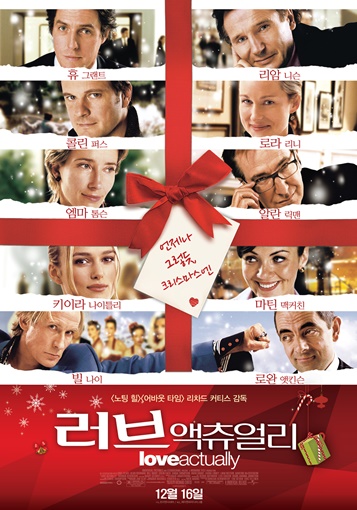 휴 그랜트
리암 니슨
콜린 퍼스
로라 리니
엠마 톰슨
알란 릭맨
언제나
그렇듯,
크리스마스엔
키이라 나이틀리
마틴 맥커친
빌 나이
로완 앳킨슨
<노팅 힐><어바웃 타임> 리차드 커티스 감독
러브 액츄얼리
loveactually
12월 16일